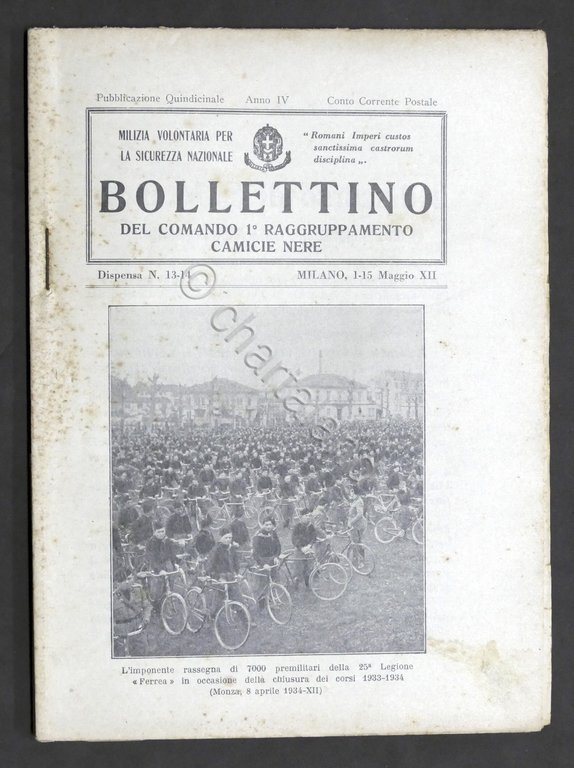 Pubblicazione Quindicinale Anno IV Conto Corrente Postale
MILIZIA VOLONTARIA PER
LA SICUREZZA NAZIONALE
" Romani Imperi custos
sanctissima castrorum
disciplina „.
BOLLETTINO
DEL COMANDO 1° RAGGRUPPAMENTO
CAMICIE NERE
Dispensa N. 13-14 MILANO, 1-15 Maggio XII
© charta
L'imponente rassegna di 7000 premilitari della 25ª Legione
« Ferrea » in occasione della chiusura dei corsi 1933-1934
(Monza, 8 aprile 1934-XII)